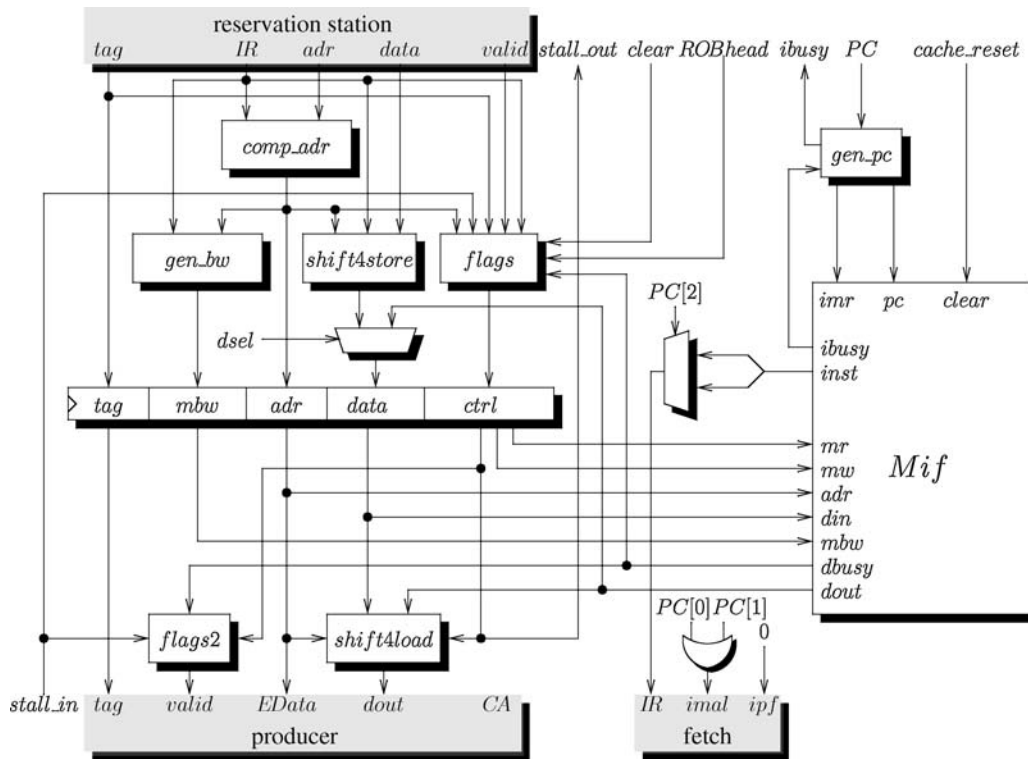 reservation station
tag IR adr data valid stall_out clear ROBhead ibusy PC cache_reset
comp_adr gen_pc
gen_bw shift4store flags
PC[2] imr pc clear
dsel ibusy
inst
tag mbw adr data ctrl
mr
mw Mif
adr
din
mbw
dbusy
dout
PC[0] PC[1]
flags2 shift4load 0
stall_in tag valid EData dout CA IR imal ipf
producer fetch